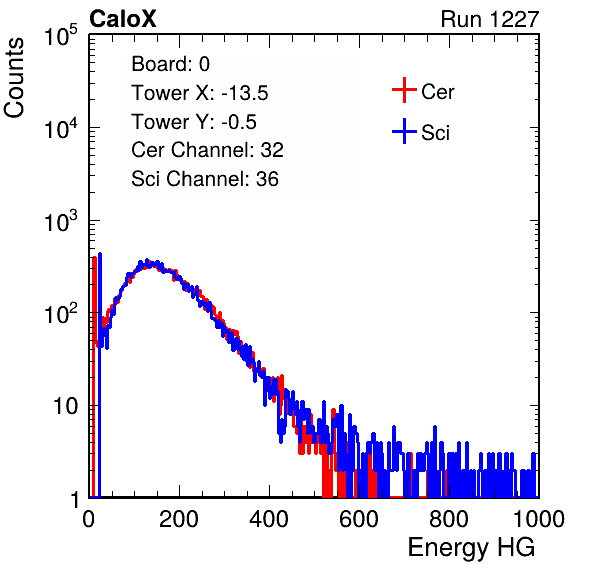 CaloX Run 1227
Counts
Board: 0
Tower X: -13.5
Tower Y: -0.5
Cer Channel: 32
Sci Channel: 36
Cer
Sci
10^5
10^4
10^3
10^2
10
1
0 200 400 600 800 1000
Energy HG